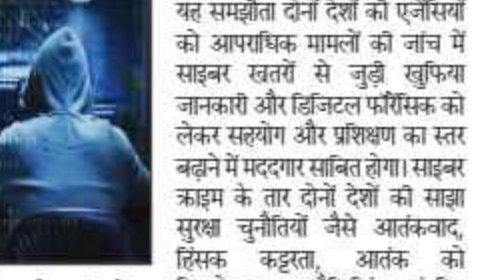 यह समझौता दोनों देशों की एजेंसियों
को आपराधिक मामलों की जांच में
साइबर खतरों से जुड़ी खुफिया
जानकारी और डिजिटल फॉरेंसिक को
लेकर सहयोग और प्रशिक्षण का स्तर
बढ़ाने में मददगार साबित होगा। साइबर
क्राइम के तार दोनों देशों की साझा
सुरक्षा चुनौतियों जैसे आतंकवाद,
हिंसक कट्टरता, आतंक को